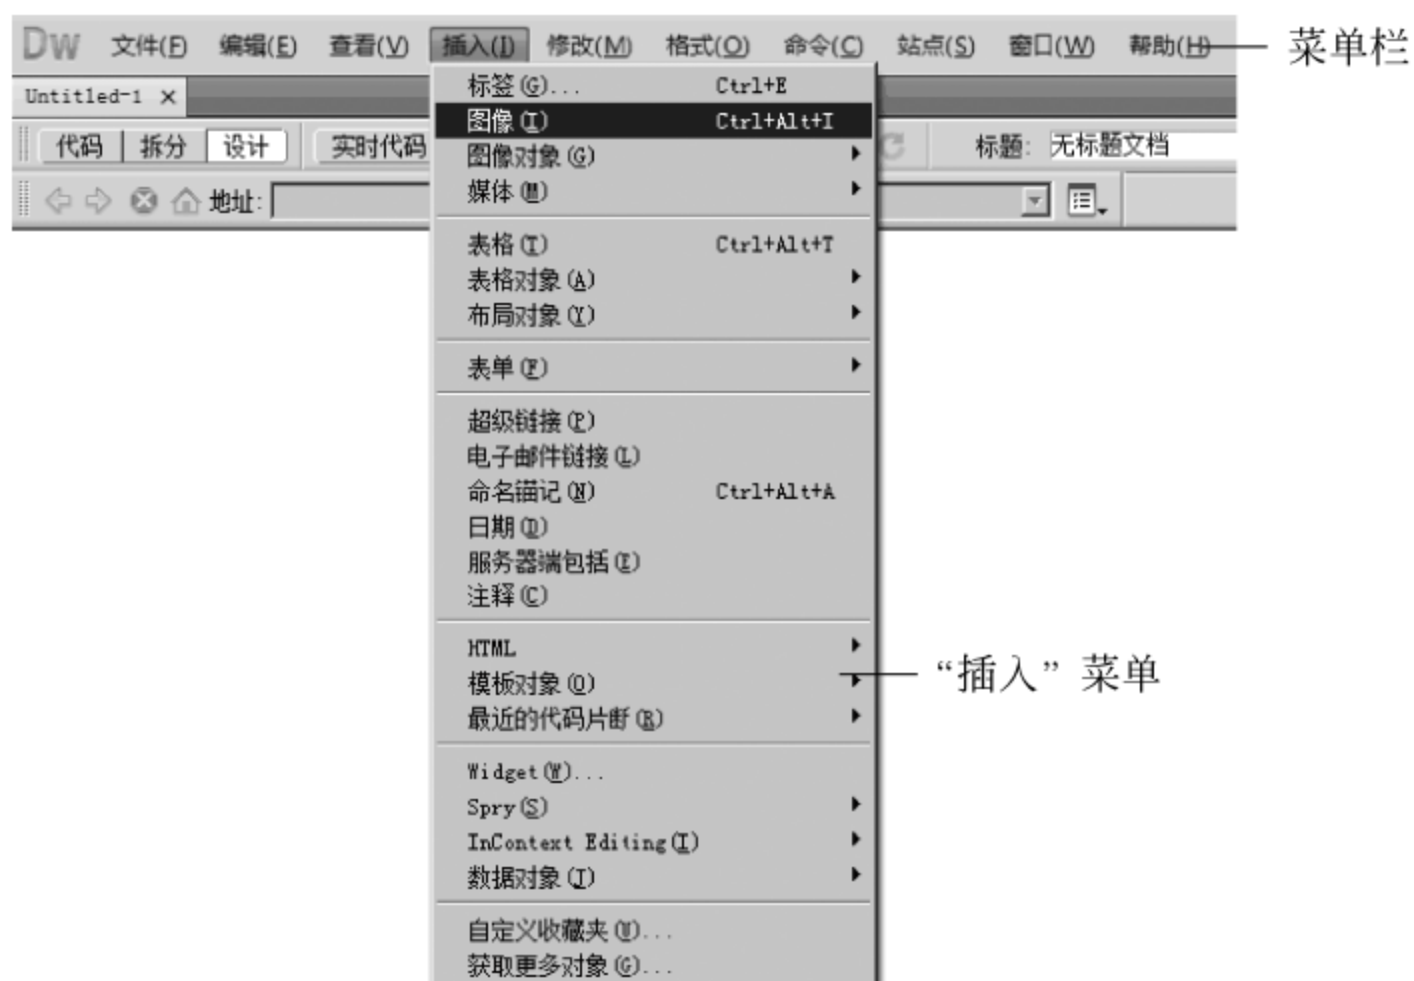 Dw 文件(F) 编辑(E) 查看(V) 插入(I) 修改(M) 格式(O) 命令(C) 站点(S) 窗口(W) 帮助(H) 菜单栏
Untitled-1 ×
代码 拆分 设计 实时代码 标题: 无标题文档
地址:
标签(G)... Ctrl+E
图像(I) Ctrl+Alt+I
图像对象(G)
媒体(M)
表格(T) Ctrl+Alt+T
表格对象(A)
布局对象(Y)
表单(F)
超级链接(P)
电子邮件链接(L)
命名锚记(N) Ctrl+Alt+A
日期(D)
服务器端包括(E)
注释(C)
HTML
模板对象(O)
“插入” 菜单
最近的代码片断(R)
Widget(W)...
Spry(S)
InContext Editing(I)
数据对象(J)
自定义收藏夹(U)...
获取更多对象(G)...